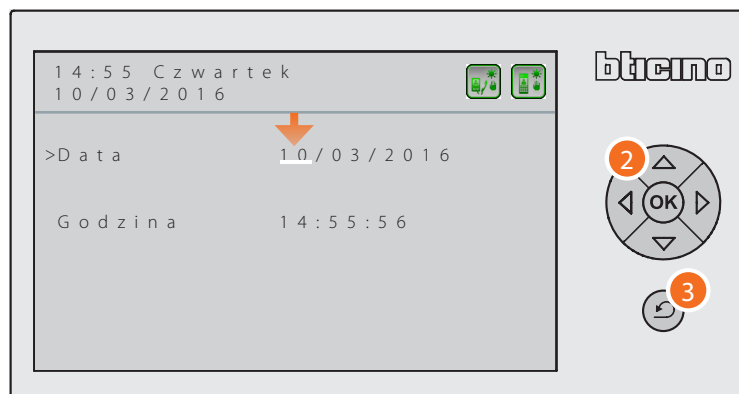 14:55 Czwartek
10/03/2016
bticino
>Data 10/03/2016
Godzina 14:55:56
2
OK
3